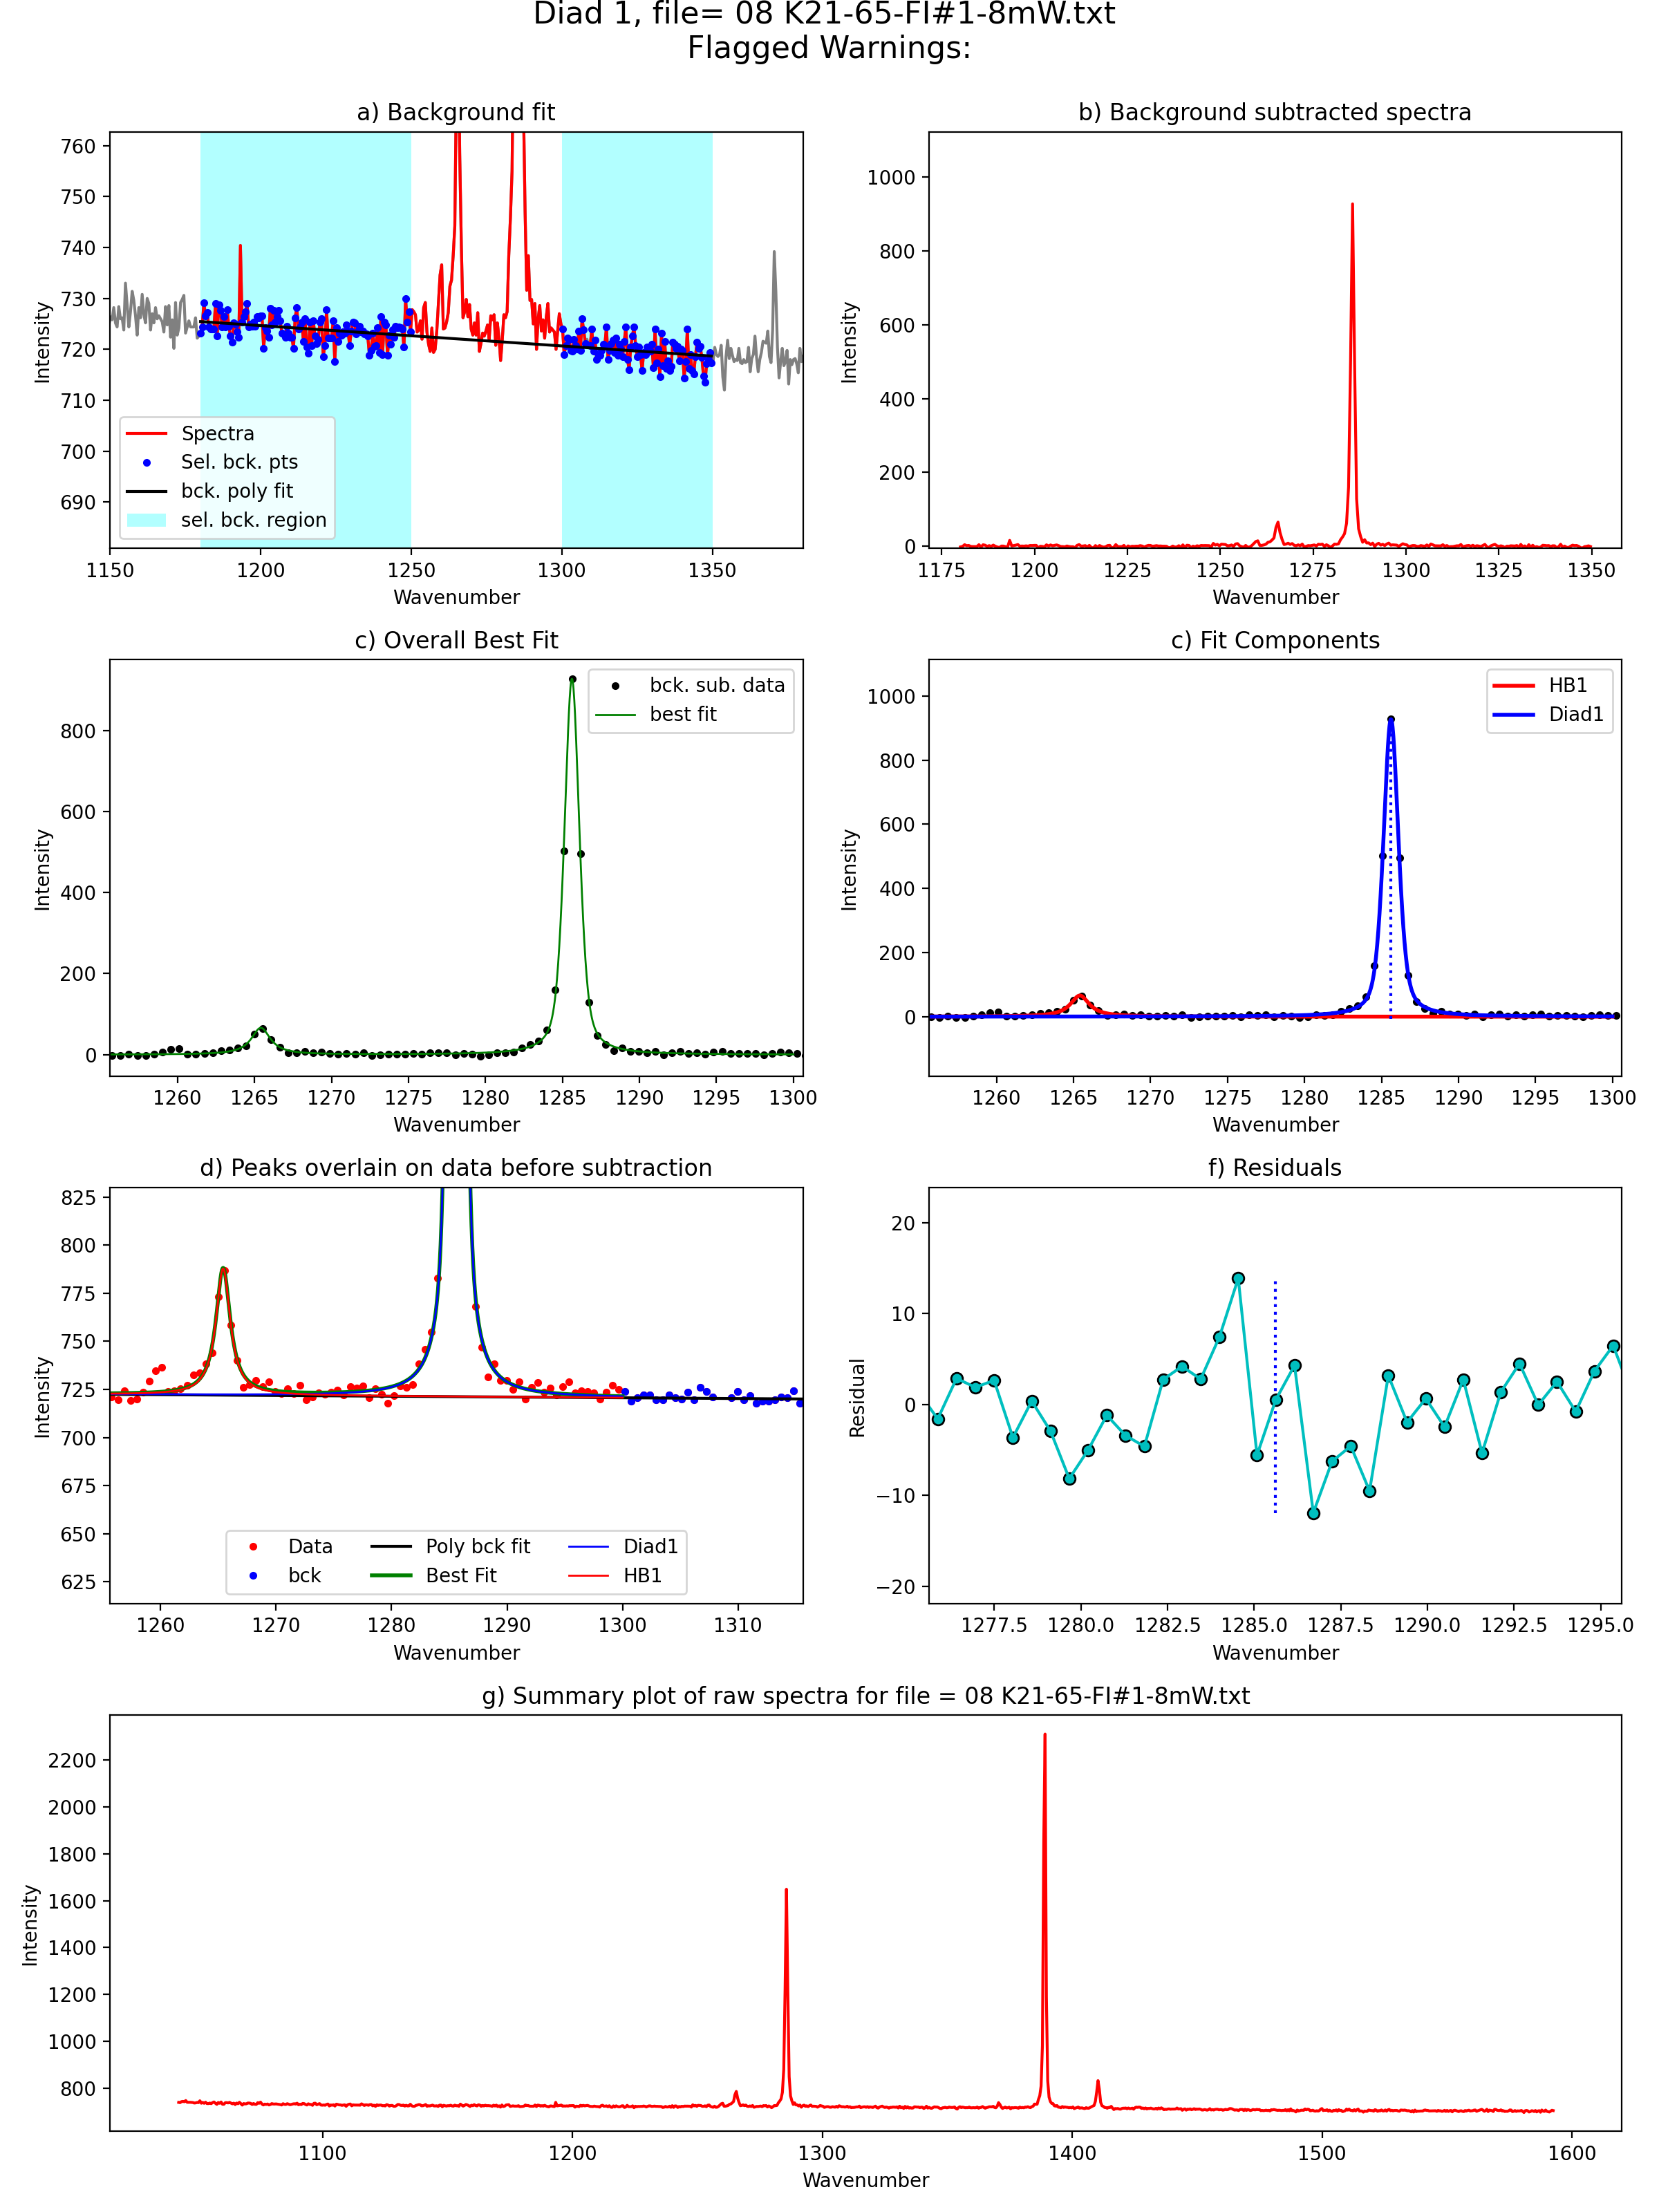 Diad 1, file= 08 K21-65-FI#1-8mW.txt
Flagged Warnings:
a) Background fit
760
750
740
730
720
710
700
690
Intensity
Spectra
Sel. bck. pts
bck. poly fit
sel. bck. region
1150 1200 1250 1300 1350
Wavenumber
b) Background subtracted spectra
1000
800
600
400
200
0
Intensity
1175 1200 1225 1250 1275 1300 1325 1350
Wavenumber
c) Overall Best Fit
800
600
400
200
0
Intensity
bck. sub. data
best fit
1260 1265 1270 1275 1280 1285 1290 1295 1300
Wavenumber
c) Fit Components
1000
800
600
400
200
0
Intensity
HB1
Diad1
1260 1265 1270 1275 1280 1285 1290 1295 1300
Wavenumber
d) Peaks overlain on data before subtraction
825
800
775
750
725
700
675
650
625
Intensity
Data Poly bck fit Diad1
bck Best Fit HB1
1260 1270 1280 1290 1300 1310
Wavenumber
f) Residuals
20
10
0
−10
−20
Residual
1277.5 1280.0 1282.5 1285.0 1287.5 1290.0 1292.5 1295.0
Wavenumber
g) Summary plot of raw spectra for file = 08 K21-65-FI#1-8mW.txt
2200
2000
1800
1600
1400
1200
1000
800
Intensity
1100 1200 1300 1400 1500 1600
Wavenumber